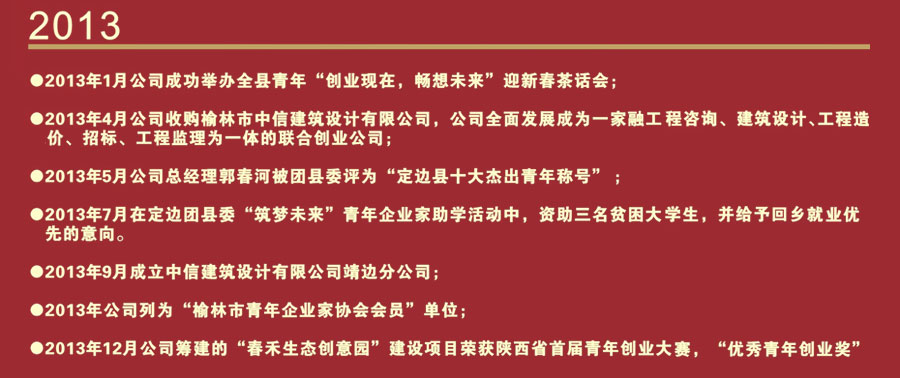 2013
●2013年1月公司成功举办全县青年“创业现在，畅想未来”迎新春茶话会；
●2013年4月公司收购榆林市中信建筑设计有限公司，公司全面发展成为一家融工程咨询、建筑设计、工程造
价、招标、工程监理为一体的联合创业公司；
●2013年5月公司总经理郭春河被团县委评为“定边县十大杰出青年称号”；
●2013年7月在定边团县委“筑梦未来”青年企业家助学活动中，资助三名贫困大学生，并给予回乡就业优
先的意向。
●2013年9月成立中信建筑设计有限公司靖边分公司；
●2013年公司列为“榆林市青年企业家协会会员”单位；
●2013年12月公司筹建的“春禾生态创意园”建设项目荣获陕西省首届青年创业大赛，“优秀青年创业奖”